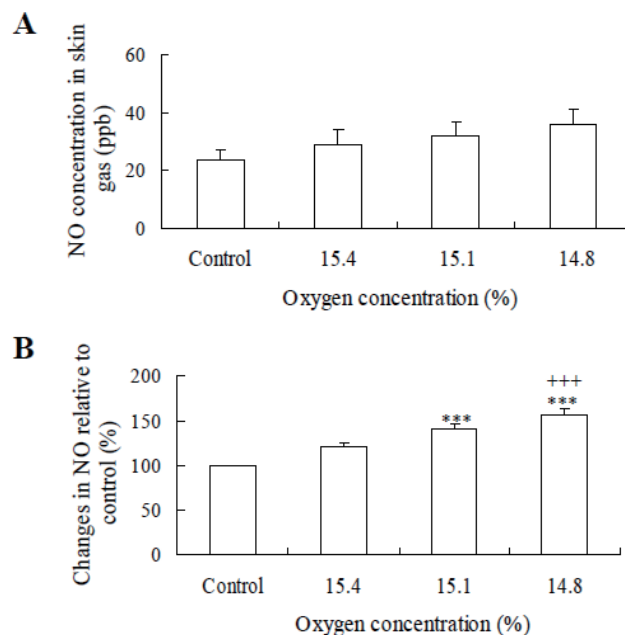 A
NO concentration in skin
gas (ppb)
60
40
20
0
Control 15.4 15.1 14.8
Oxygen concentration (%)
B
Changes in NO relative to
control (%)
200
150
100
50
0
+++
*** ***
Control 15.4 15.1 14.8
Oxygen concentration (%)